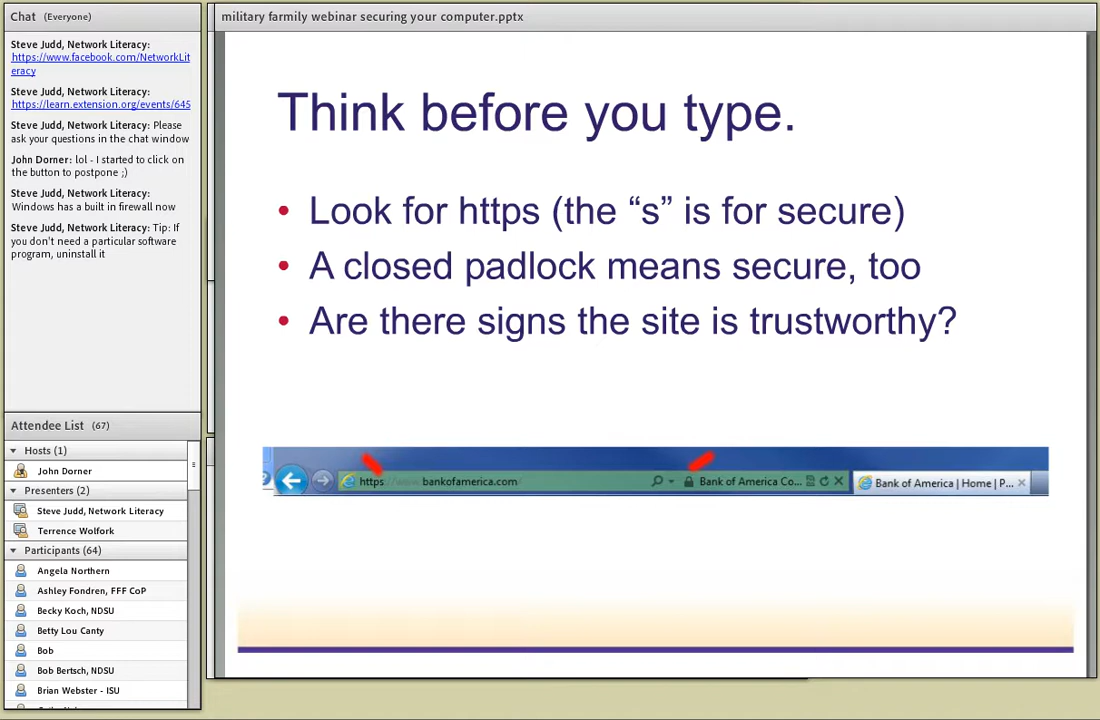 Chat (Everyone)
Steve Judd, Network Literacy:
https://www.facebook.com/NetworkLit
eracy
Steve Judd, Network Literacy:
https://learn.extension.org/events/645
Steve Judd, Network Literacy: Please
ask your questions in the chat window
John Dorner: lol - I started to click on
the button to postpone ;)
Steve Judd, Network Literacy:
Windows has a built in firewall now
Steve Judd, Network Literacy: Tip: If
you don't need a particular software
program, uninstall it
Attendee List (67)
Hosts (1)
John Dorner
Presenters (2)
Steve Judd, Network Literacy
Terrence Wolfork
Participants (64)
Angela Northern
Ashley Fondren, FFF CoP
Becky Koch, NDSU
Betty Lou Canty
Bob
Bob Bertsch, NDSU
Brian Webster - ISU
military farmily webinar securing your computer.pptx
Think before you type.
• Look for https (the “s” is for secure)
• A closed padlock means secure, too
• Are there signs the site is trustworthy?
https://www.bankofamerica.com/
Bank of America Co...
Bank of America | Home | P...